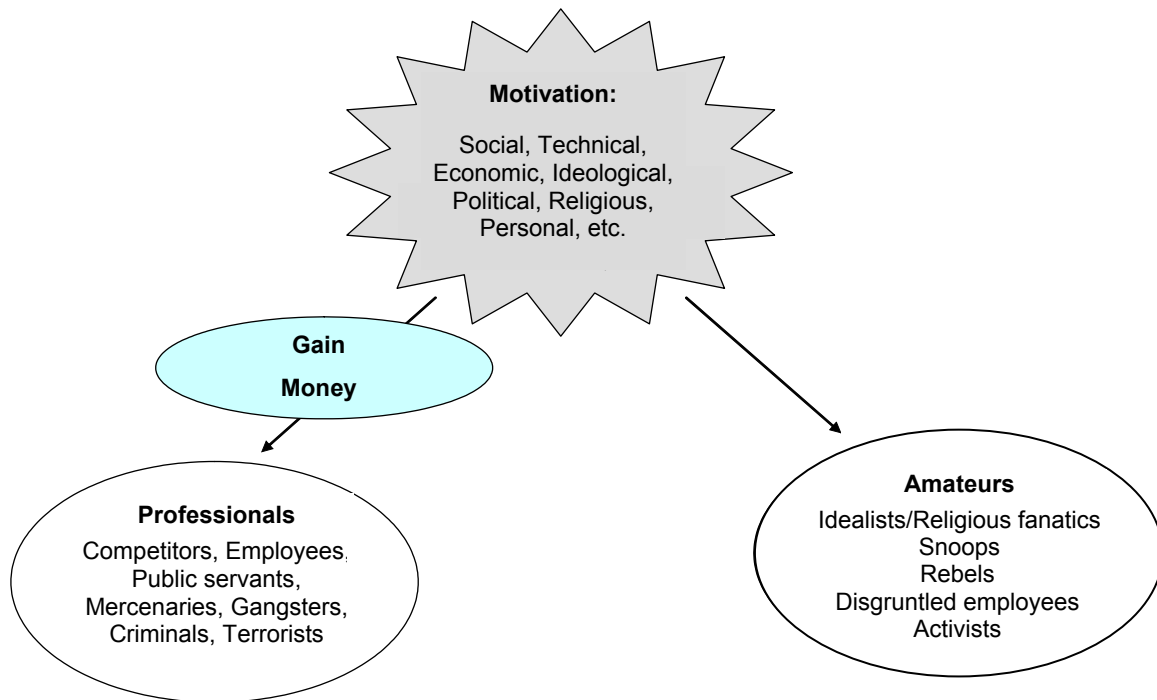 Motivation:
Social, Technical,
Economic, Ideological,
Political, Religious,
Personal, etc.
Gain
Money
Professionals
Competitors, Employees,
Public servants,
Mercenaries, Gangsters,
Criminals, Terrorists
Amateurs
Idealists/Religious fanatics
Snoops
Rebels
Disgruntled employees
Activists